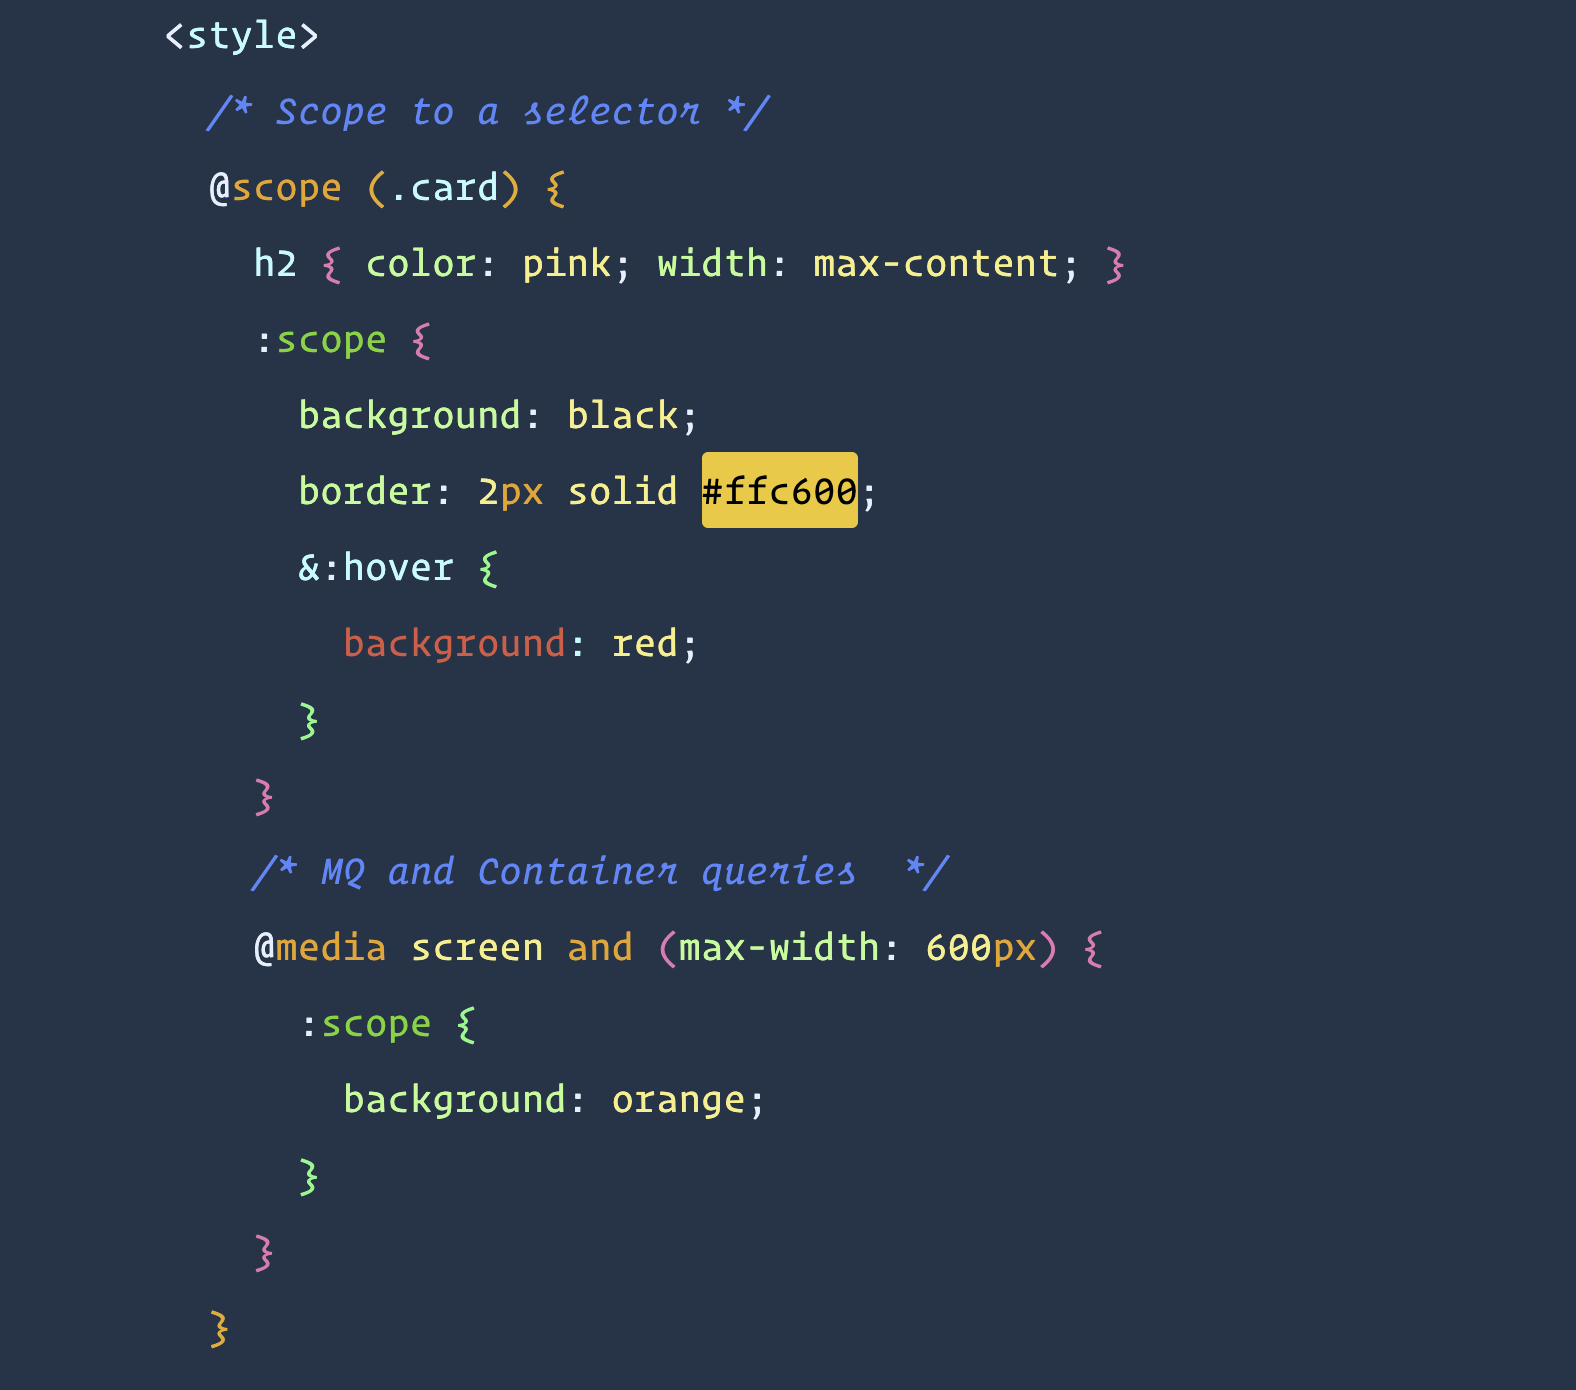 <style>
/* Scope to a selector */
@scope (.card) {
h2 { color: pink; width: max-content; }
:scope {
background: black;
border: 2px solid #ffc600;
&:hover {
background: red;
}
}
/* MQ and Container queries  */
@media screen and (max-width: 600px) {
:scope {
background: orange;
}
}
}